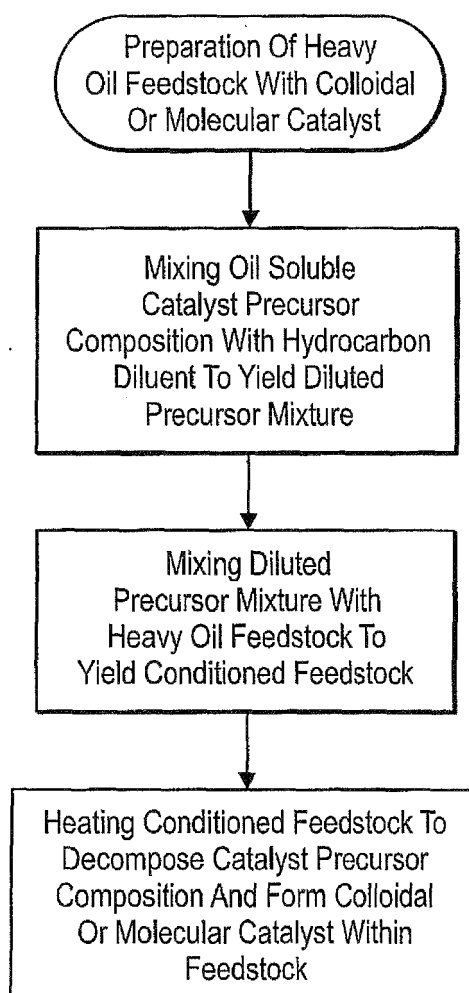 Preparation Of Heavy
Oil Feedstock With Colloidal
Or Molecular Catalyst
Mixing Oil Soluble
Catalyst Precursor
Composition With Hydrocarbon
Diluent To Yield Diluted
Precursor Mixture
Mixing Diluted
Precursor Mixture With
Heavy Oil Feedstock To
Yield Conditioned Feedstock
Heating Conditioned Feedstock To
Decompose Catalyst Precursor
Composition And Form Colloidal
Or Molecular Catalyst Within
Feedstock